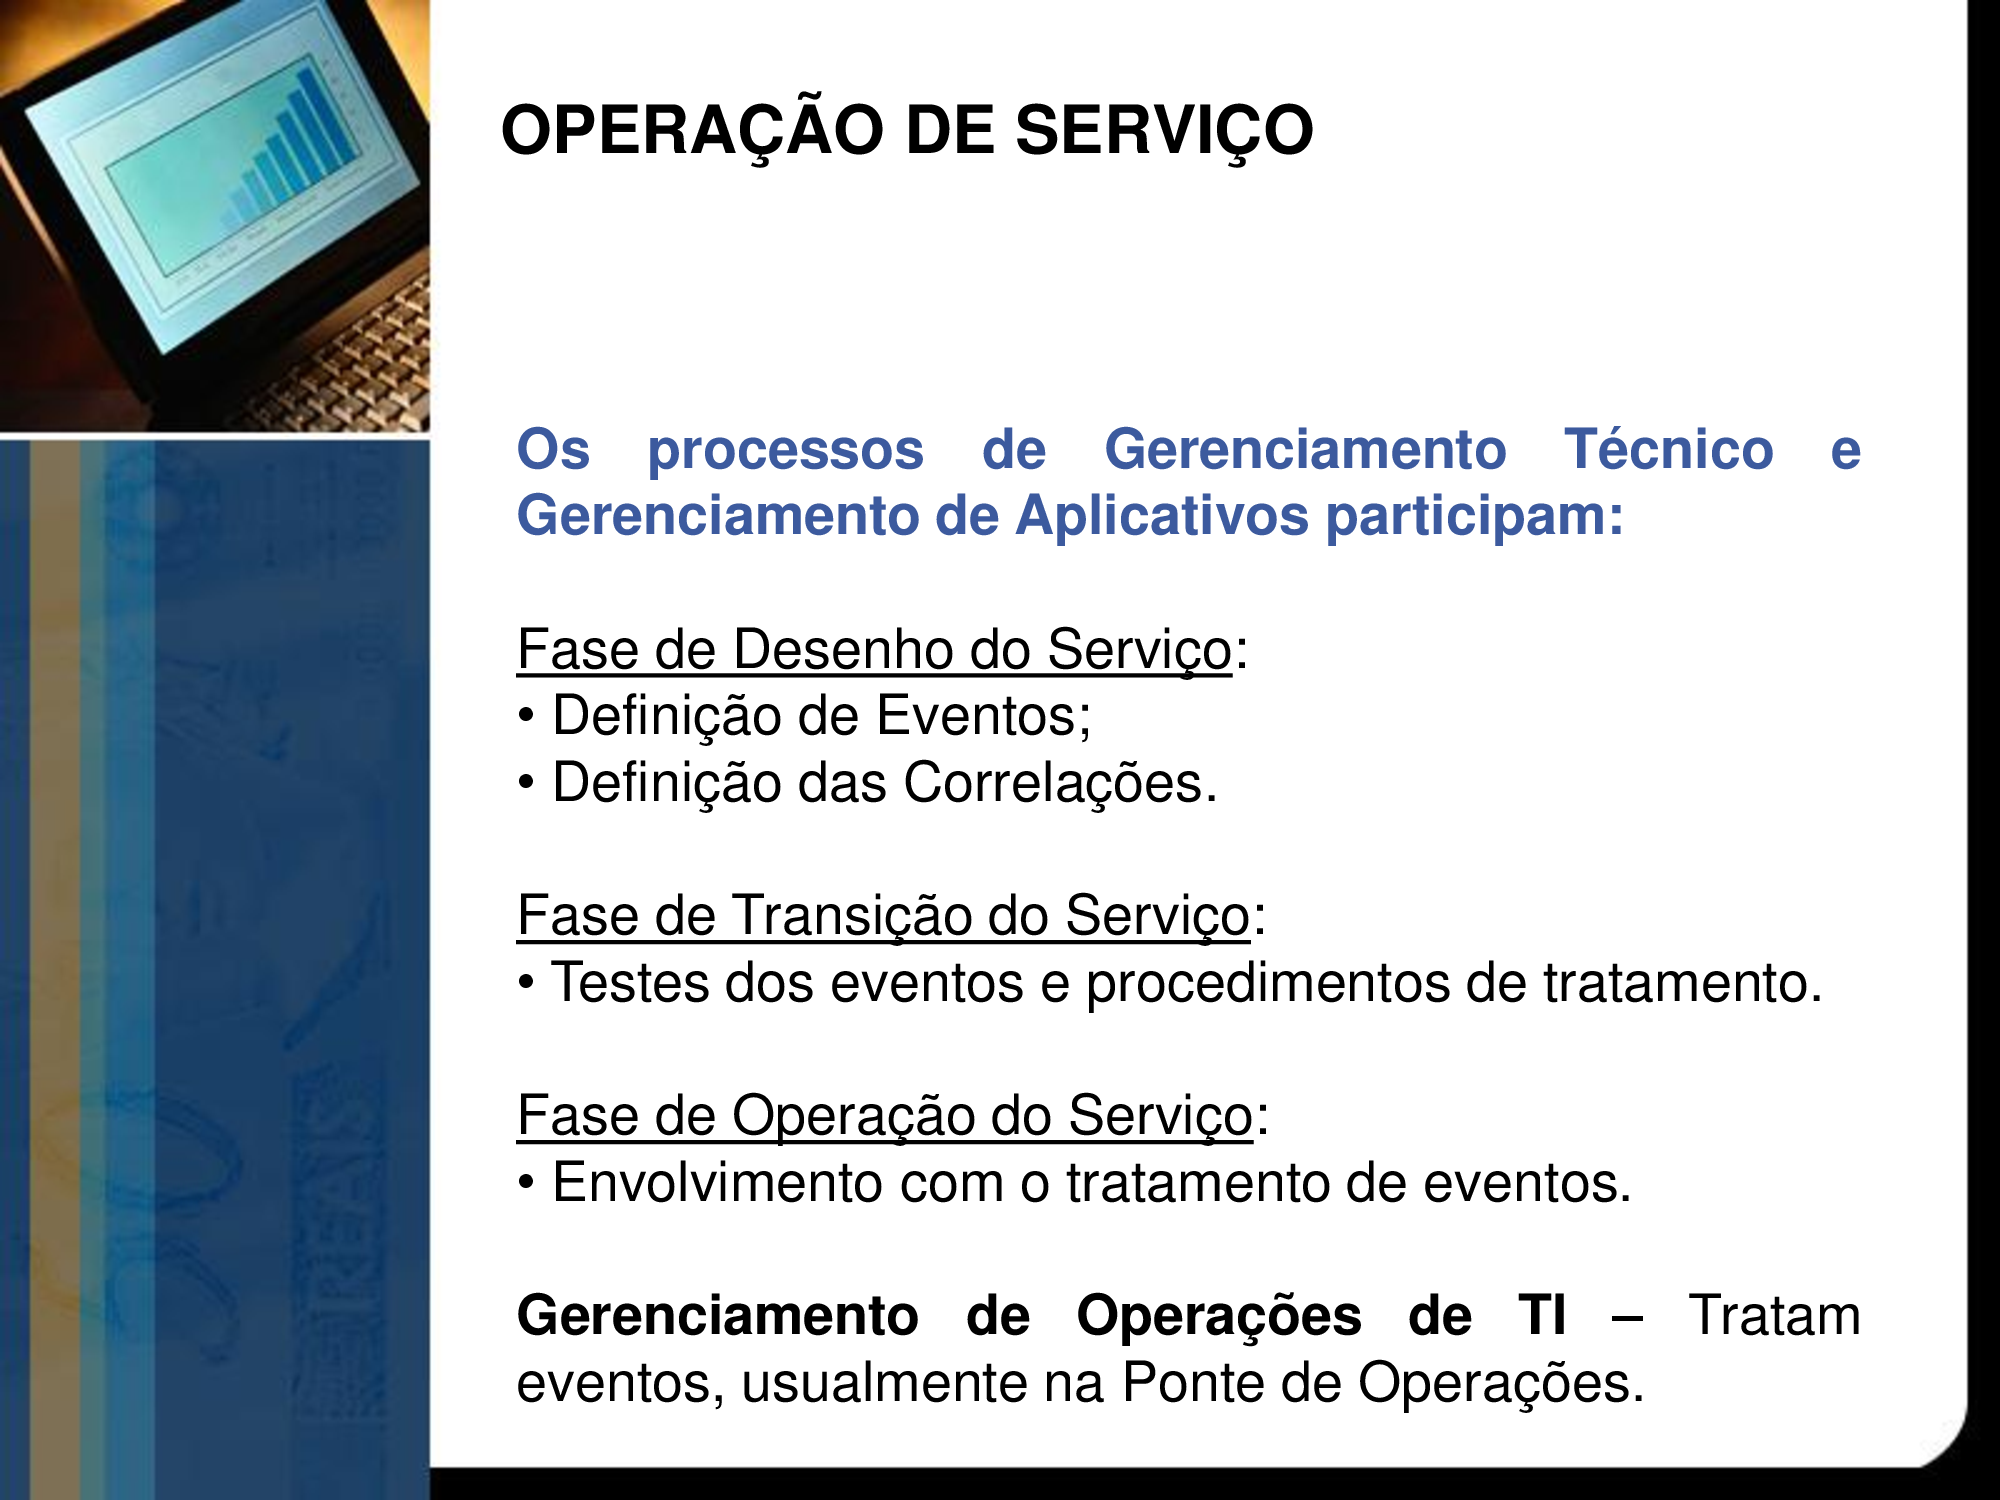 OPERAÇÃO DE SERVIÇO
Os processos de Gerenciamento Técnico e
Gerenciamento de Aplicativos participam:
Fase de Desenho do Serviço:
• Definição de Eventos;
• Definição das Correlações.
Fase de Transição do Serviço:
• Testes dos eventos e procedimentos de tratamento.
Fase de Operação do Serviço:
• Envolvimento com o tratamento de eventos.
Gerenciamento de Operações de TI – Tratam
eventos, usualmente na Ponte de Operações.
REAIS